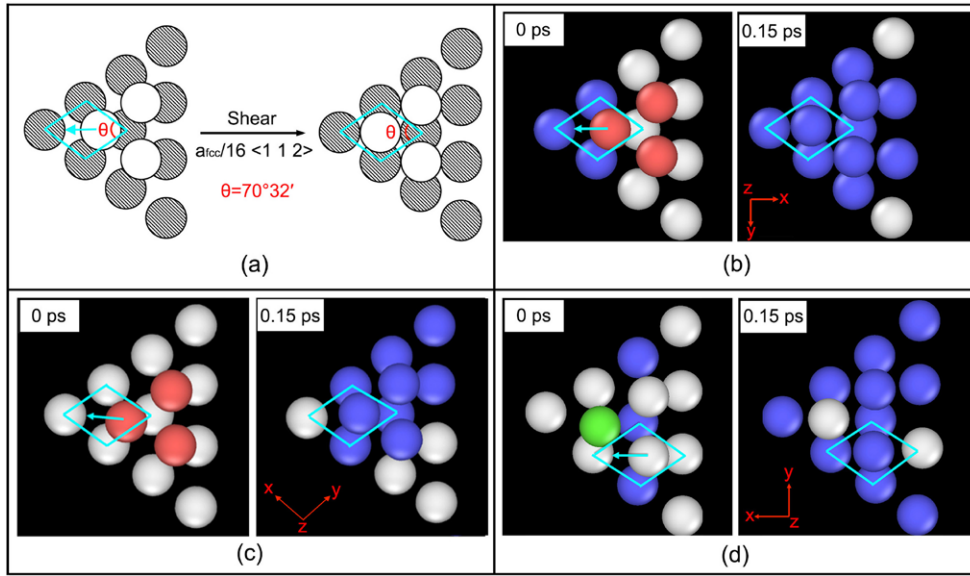 θ
Shear
a_fcc/16 <1 1 2>
θ=70°32′
θ
(a)
0 ps
0.15 ps
z
x
y
(b)
0 ps
0.15 ps
x
y
z
(c)
0 ps
0.15 ps
y
x
z
(d)